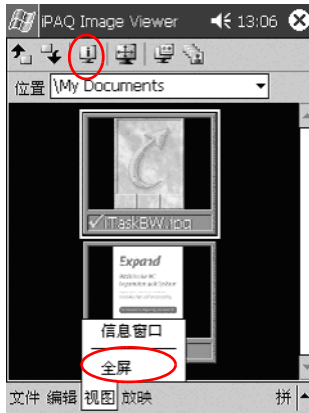 iPAQ Image Viewer 13:06
位置 \My Documents
iTaskBW.jpg
Expand
信息窗口
全屏
文件 编辑 视图 放映 拼